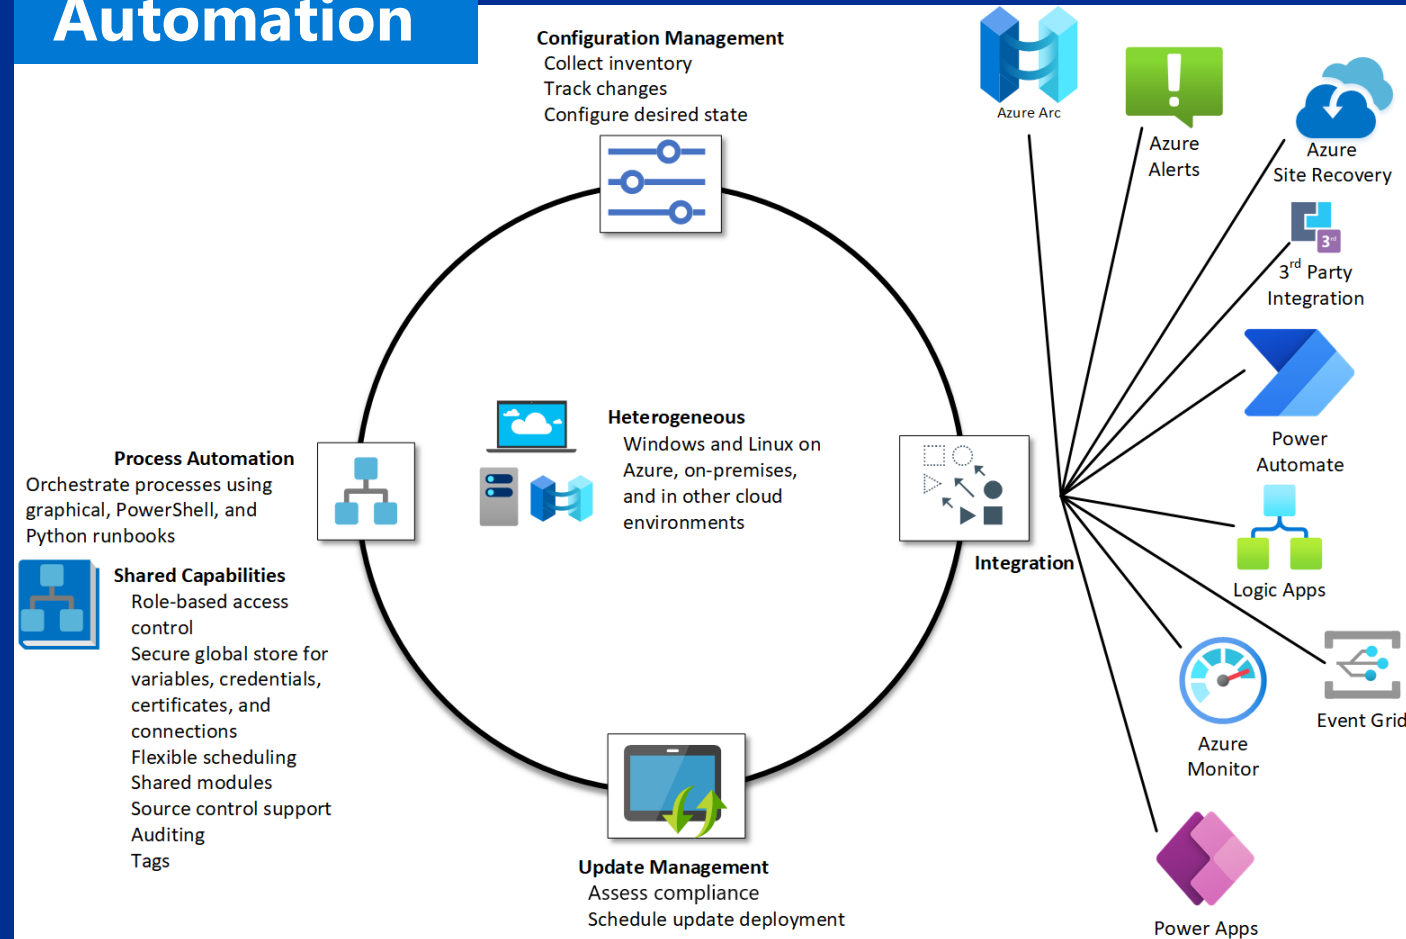 Automation
Configuration Management
Collect inventory
Track changes
Configure desired state
Azure Arc
Azure
Alerts
Azure
Site Recovery
3rd
3rd Party
Integration
Power
Automate
Logic Apps
Event Grid
Azure
Monitor
Power Apps
Integration
Heterogeneous
Windows and Linux on
Azure, on-premises,
and in other cloud
environments
Process Automation
Orchestrate processes using
graphical, PowerShell, and
Python runbooks
Shared Capabilities
Role-based access
control
Secure global store for
variables, credentials,
certificates, and
connections
Flexible scheduling
Shared modules
Source control support
Auditing
Tags
Update Management
Assess compliance
Schedule update deployment